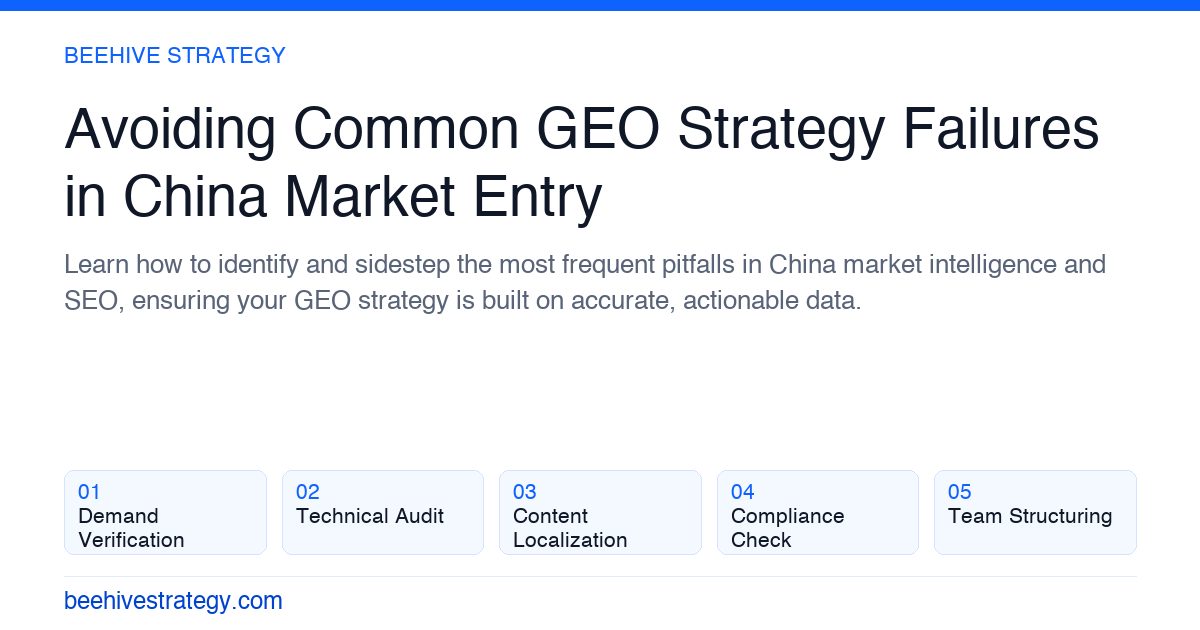 BEEHIVE STRATEGY
Avoiding Common GEO Strategy Failures
in China Market Entry
Learn how to identify and sidestep the most frequent pitfalls in China market intelligence and
SEO, ensuring your GEO strategy is built on accurate, actionable data.
01
Demand
Verification
02
Technical Audit
03
Content
Localization
04
Compliance
Check
05
Team Structuring
beehivestrategy.com